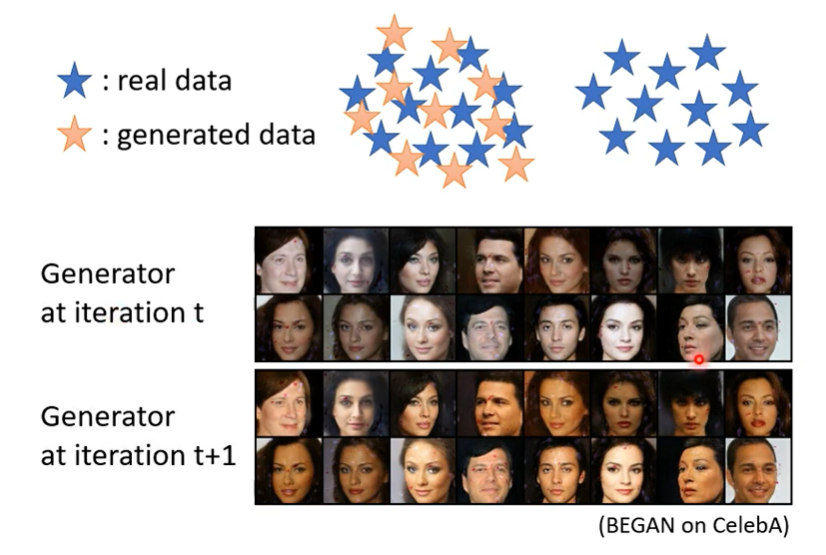 : real data
: generated data
Generator
at iteration t
Generator
at iteration t+1
(BEGAN on CelebA)